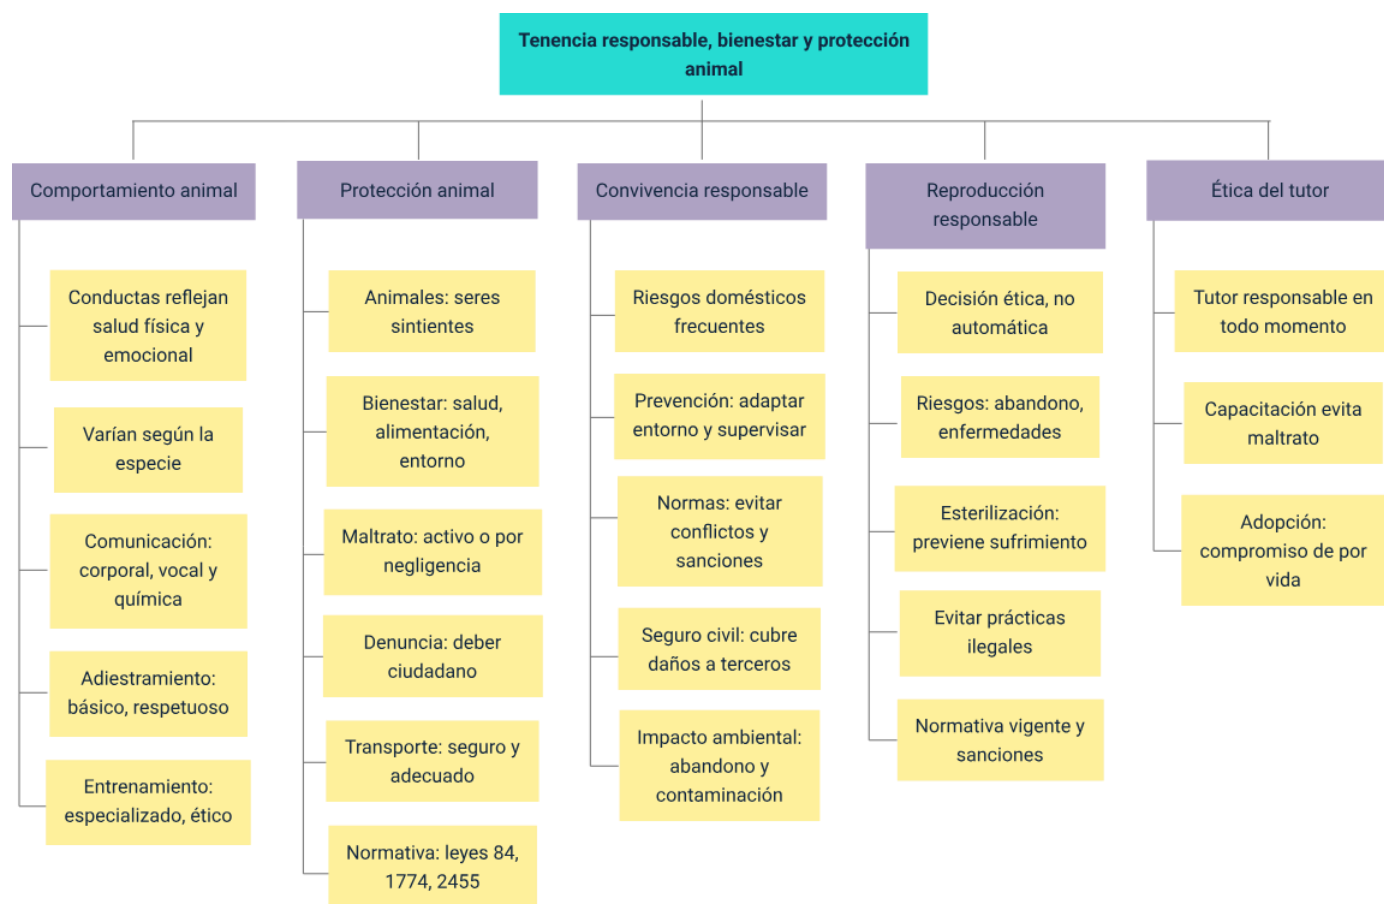 Tenencia responsable, bienestar y protección
animal
Comportamiento animal
Conductas reflejan
salud física y
emocional
Varían según la
especie
Comunicación:
corporal, vocal y
química
Adiestramiento:
básico, respetuoso
Entrenamiento:
especializado, ético
Protección animal
Animales: seres
sintientes
Bienestar: salud,
alimentación,
entorno
Maltrato: activo o por
negligencia
Denuncia: deber
ciudadano
Transporte: seguro y
adecuado
Normativa: leyes 84,
1774, 2455
Convivencia responsable
Riesgos domésticos
frecuentes
Prevención: adaptar
entorno y supervisar
Normas: evitar
conflictos y
sanciones
Seguro civil: cubre
daños a terceros
Impacto ambiental:
abandono y
contaminación
Reproducción
responsable
Decisión ética, no
automática
Riesgos: abandono,
enfermedades
Esterilización:
previene sufrimiento
Evitar prácticas
ilegales
Normativa vigente y
sanciones
Ética del tutor
Tutor responsable en
todo momento
Capacitación evita
maltrato
Adopción:
compromiso de por
vida